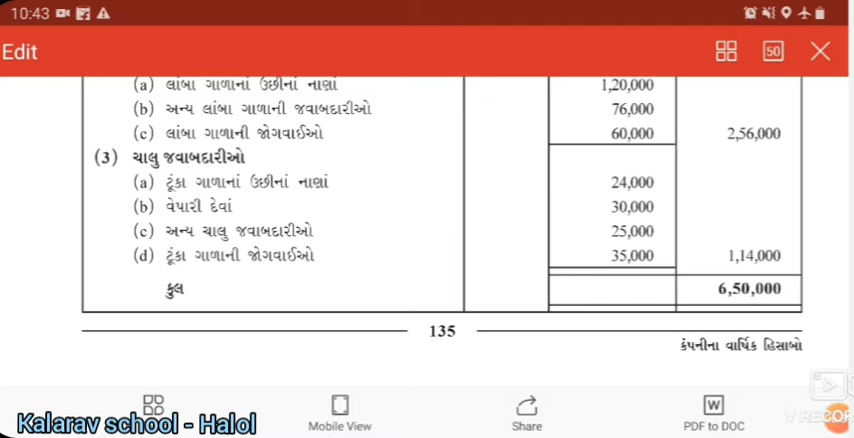 10:43
Edit
50
(a) લાંબા ગાળાનાં ઉછીનાં નાણાં 1,20,000
(b) અન્ય લાંબા ગાળાની જવાબદારીઓ 76,000
(c) લાંબા ગાળાની જોગવાઈઓ 60,000 2,56,000
(3) ચાલુ જવાબદારીઓ
(a) ટૂંકા ગાળાનાં ઉછીનાં નાણાં 24,000
(b) વેપારી દેવાં 30,000
(c) અન્ય ચાલુ જવાબદારીઓ 25,000
(d) ટૂંકા ગાળાની જોગવાઈઓ 35,000 1,14,000
કુલ 6,50,000
135
કંપનીના વાર્ષિક હિસાબો
Kalarav school - Halol
Mobile View
Share
W
PDF to DOC